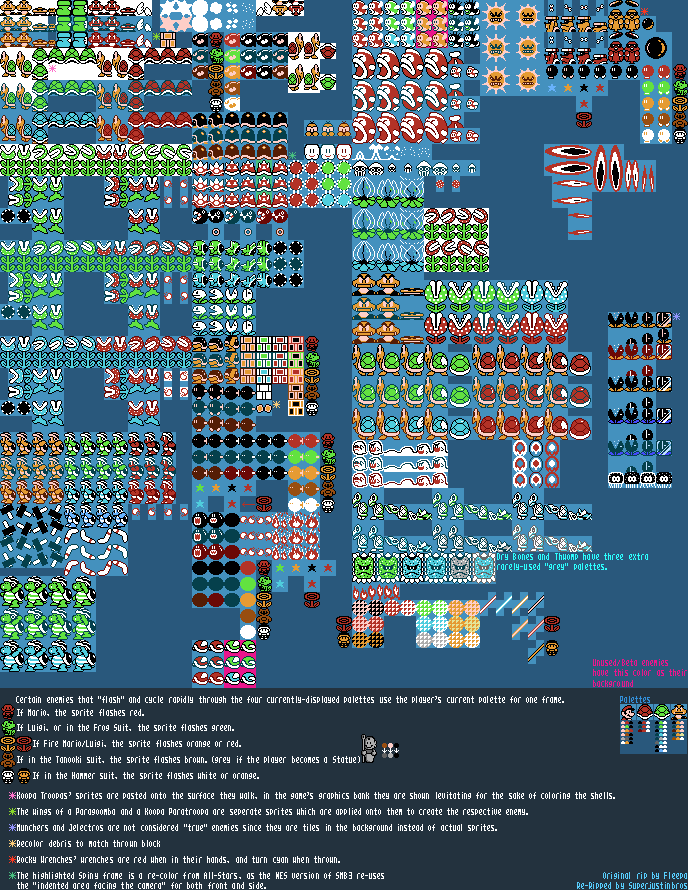 Dry Bones and Thwomp have three extra
rarely-used "grey" palettes.
Unused/Beta enemies
have this color as their
background
Certain enemies that "flash" and cycle rapidly through the four currently-displayed palettes use the player's current palette for one frame.
If Mario, the sprite flashes red.
If Luigi, or in the Frog Suit, the sprite flashes green.
If Fire Mario/Luigi, the sprite flashes orange or red.
If in the Tanooki suit, the sprite flashes brown. (grey if the player becomes a Statue)
If in the Hammer suit, the sprite flashes white or orange.
Palettes
*Koopa Troopas' sprites are pasted onto the surface they walk, in the game's graphics bank they are shown levitating for the sake of coloring the shells.
*The wings of a Paragoomba and a Koopa Paratroopa are seperate sprites which are applied onto them to create the respective enemy.
*Munchers and Jelectros are not considered "true" enemies since they are tiles in the background instead of actual sprites.
*Recolor debris to match thrown block
*Rocky Wrenches' wrenches are red when in their hands, and turn cyan when thrown.
*The highlighted Spiny frame is a re-color from All-Stars, as the NES version of SMB3 re-uses
the "indented area facing the camera" for both front and side.
Original rip by Fleepa
Re-Ripped by Superjustinbros